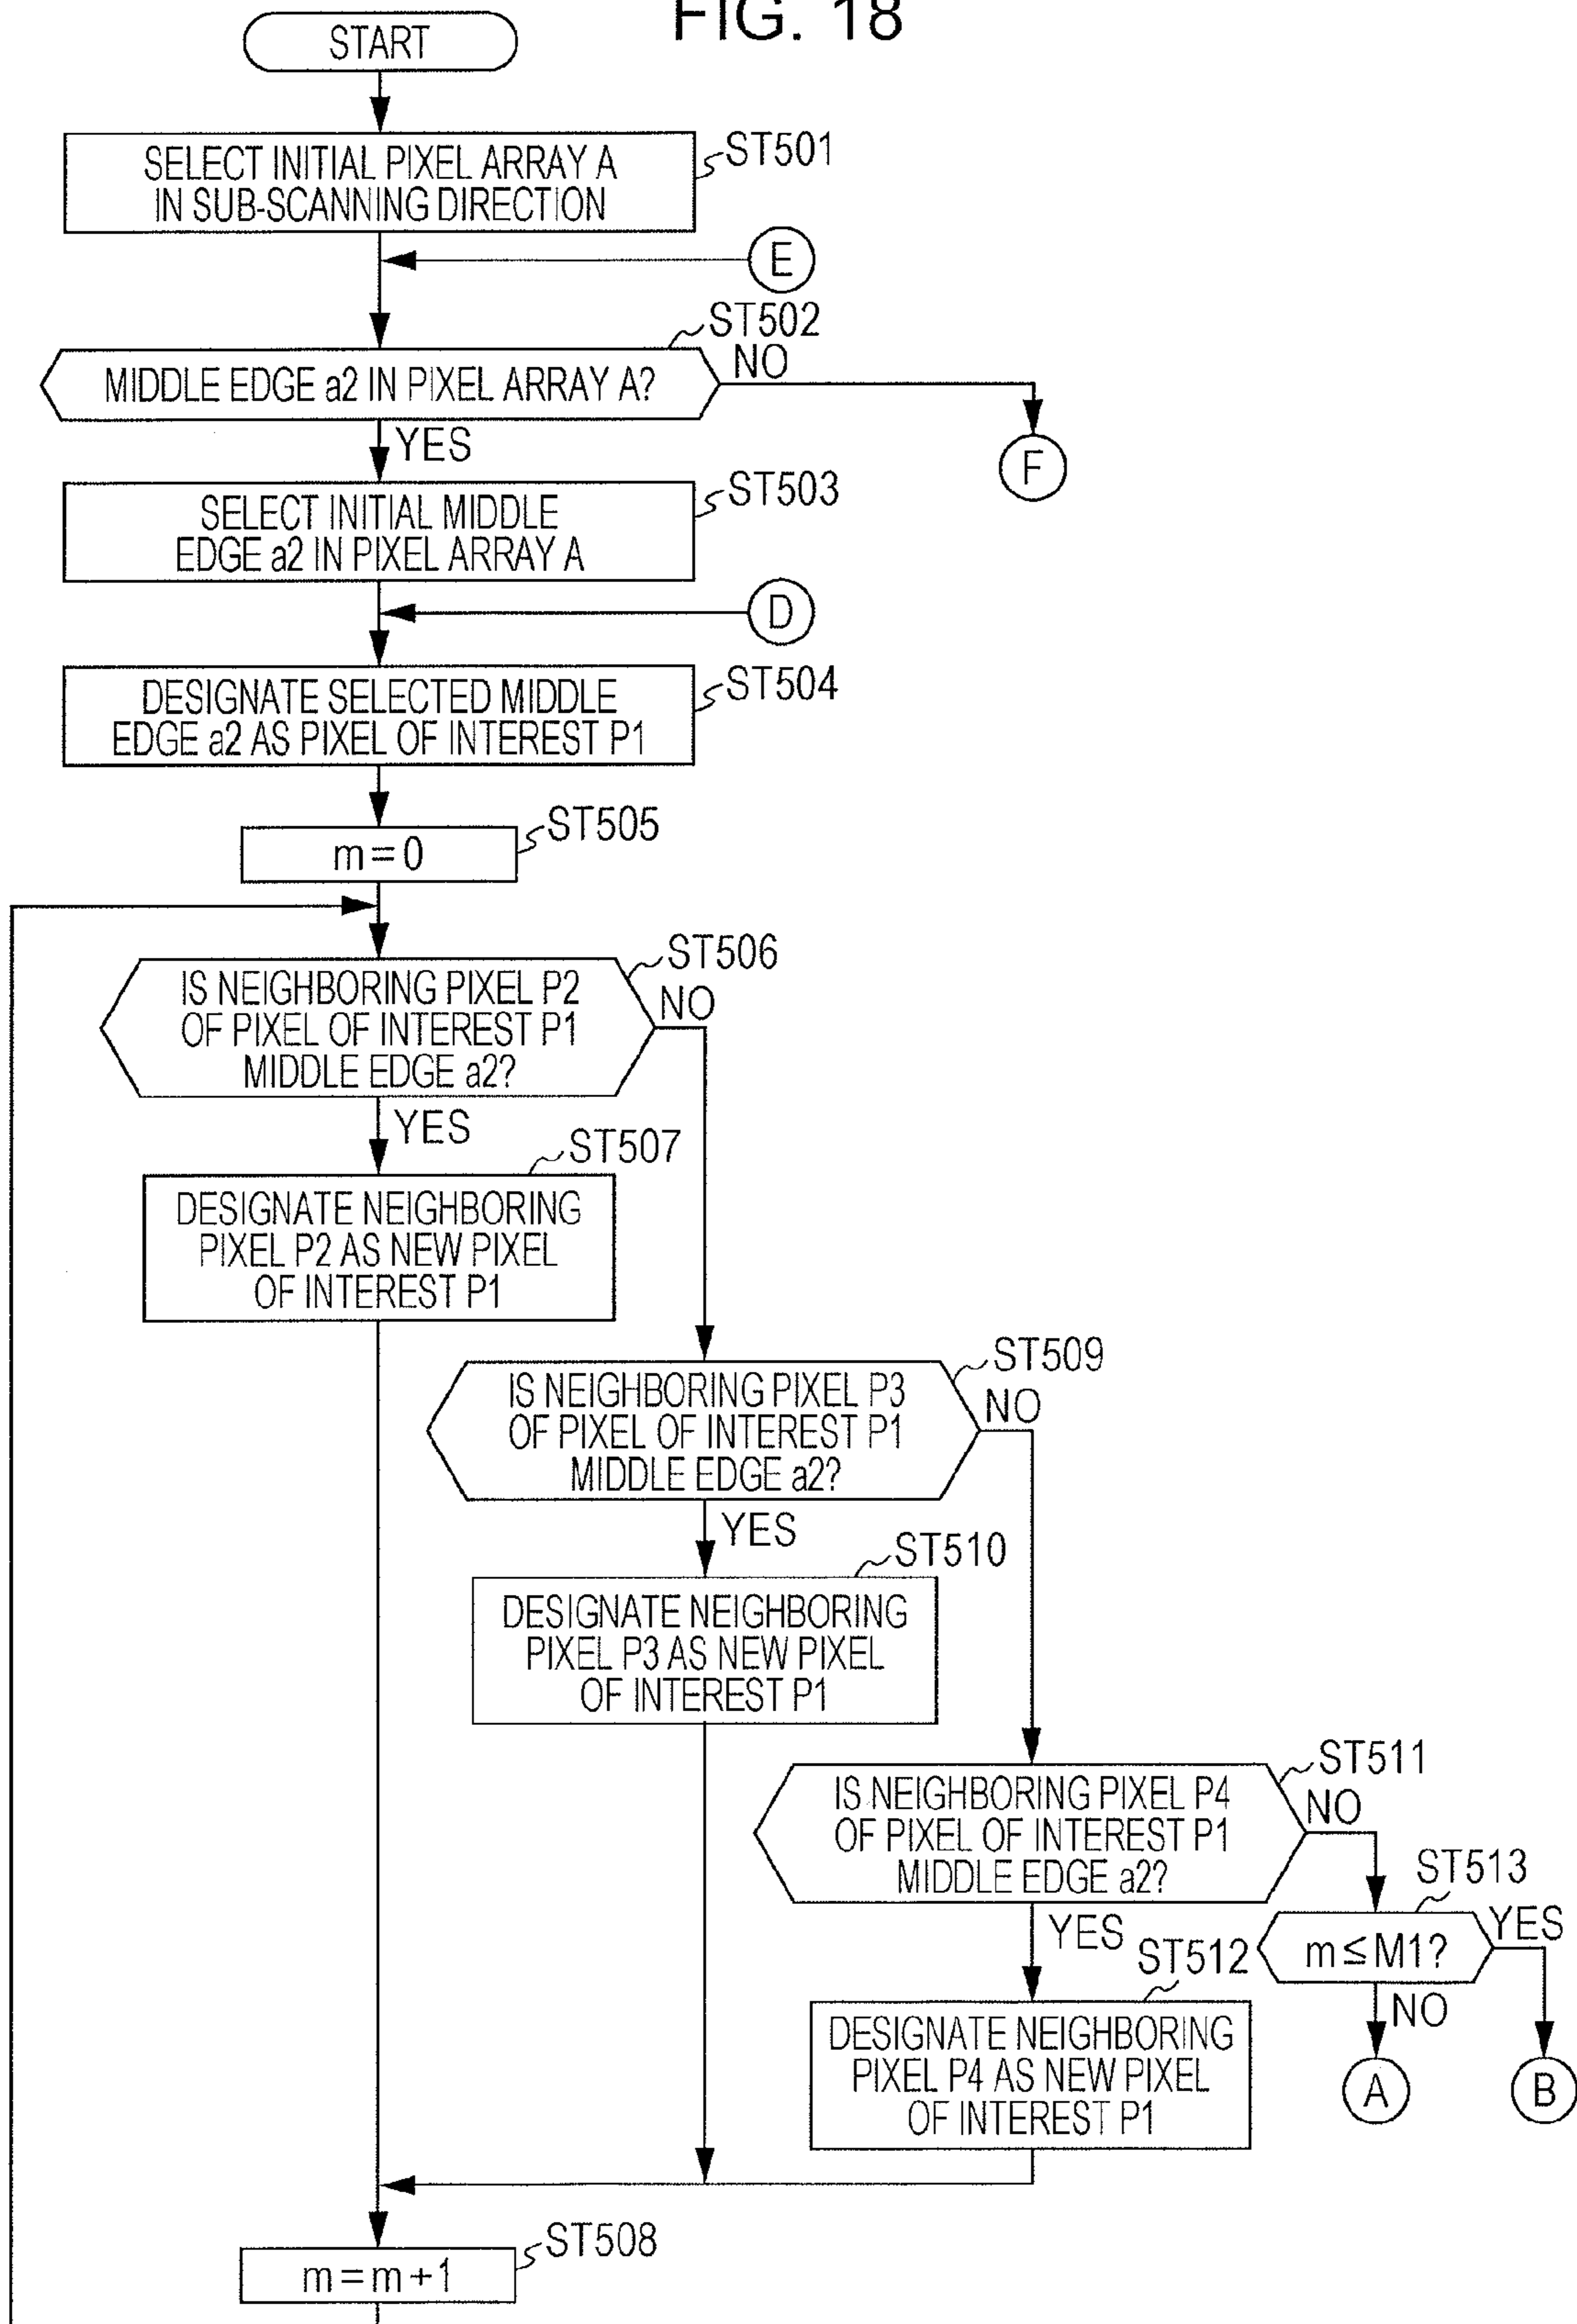 FIG. 18
START
SELECT INITIAL PIXEL ARRAY A
IN SUB-SCANNING DIRECTION
ST501
E
ST502
MIDDLE EDGE a2 IN PIXEL ARRAY A?
NO
YES
F
SELECT INITIAL MIDDLE
EDGE a2 IN PIXEL ARRAY A
ST503
D
DESIGNATE SELECTED MIDDLE
EDGE a2 AS PIXEL OF INTEREST P1
ST504
m=0
ST505
ST506
IS NEIGHBORING PIXEL P2
OF PIXEL OF INTEREST P1
MIDDLE EDGE a2?
NO
YES
ST507
DESIGNATE NEIGHBORING
PIXEL P2 AS NEW PIXEL
OF INTEREST P1
ST509
IS NEIGHBORING PIXEL P3
OF PIXEL OF INTEREST P1
MIDDLE EDGE a2?
NO
YES
ST510
DESIGNATE NEIGHBORING
PIXEL P3 AS NEW PIXEL
OF INTEREST P1
ST511
IS NEIGHBORING PIXEL P4
OF PIXEL OF INTEREST P1
MIDDLE EDGE a2?
NO
YES
ST513
m≤M1?
YES
NO
ST512
DESIGNATE NEIGHBORING
PIXEL P4 AS NEW PIXEL
OF INTEREST P1
A
B
ST508
m=m+1